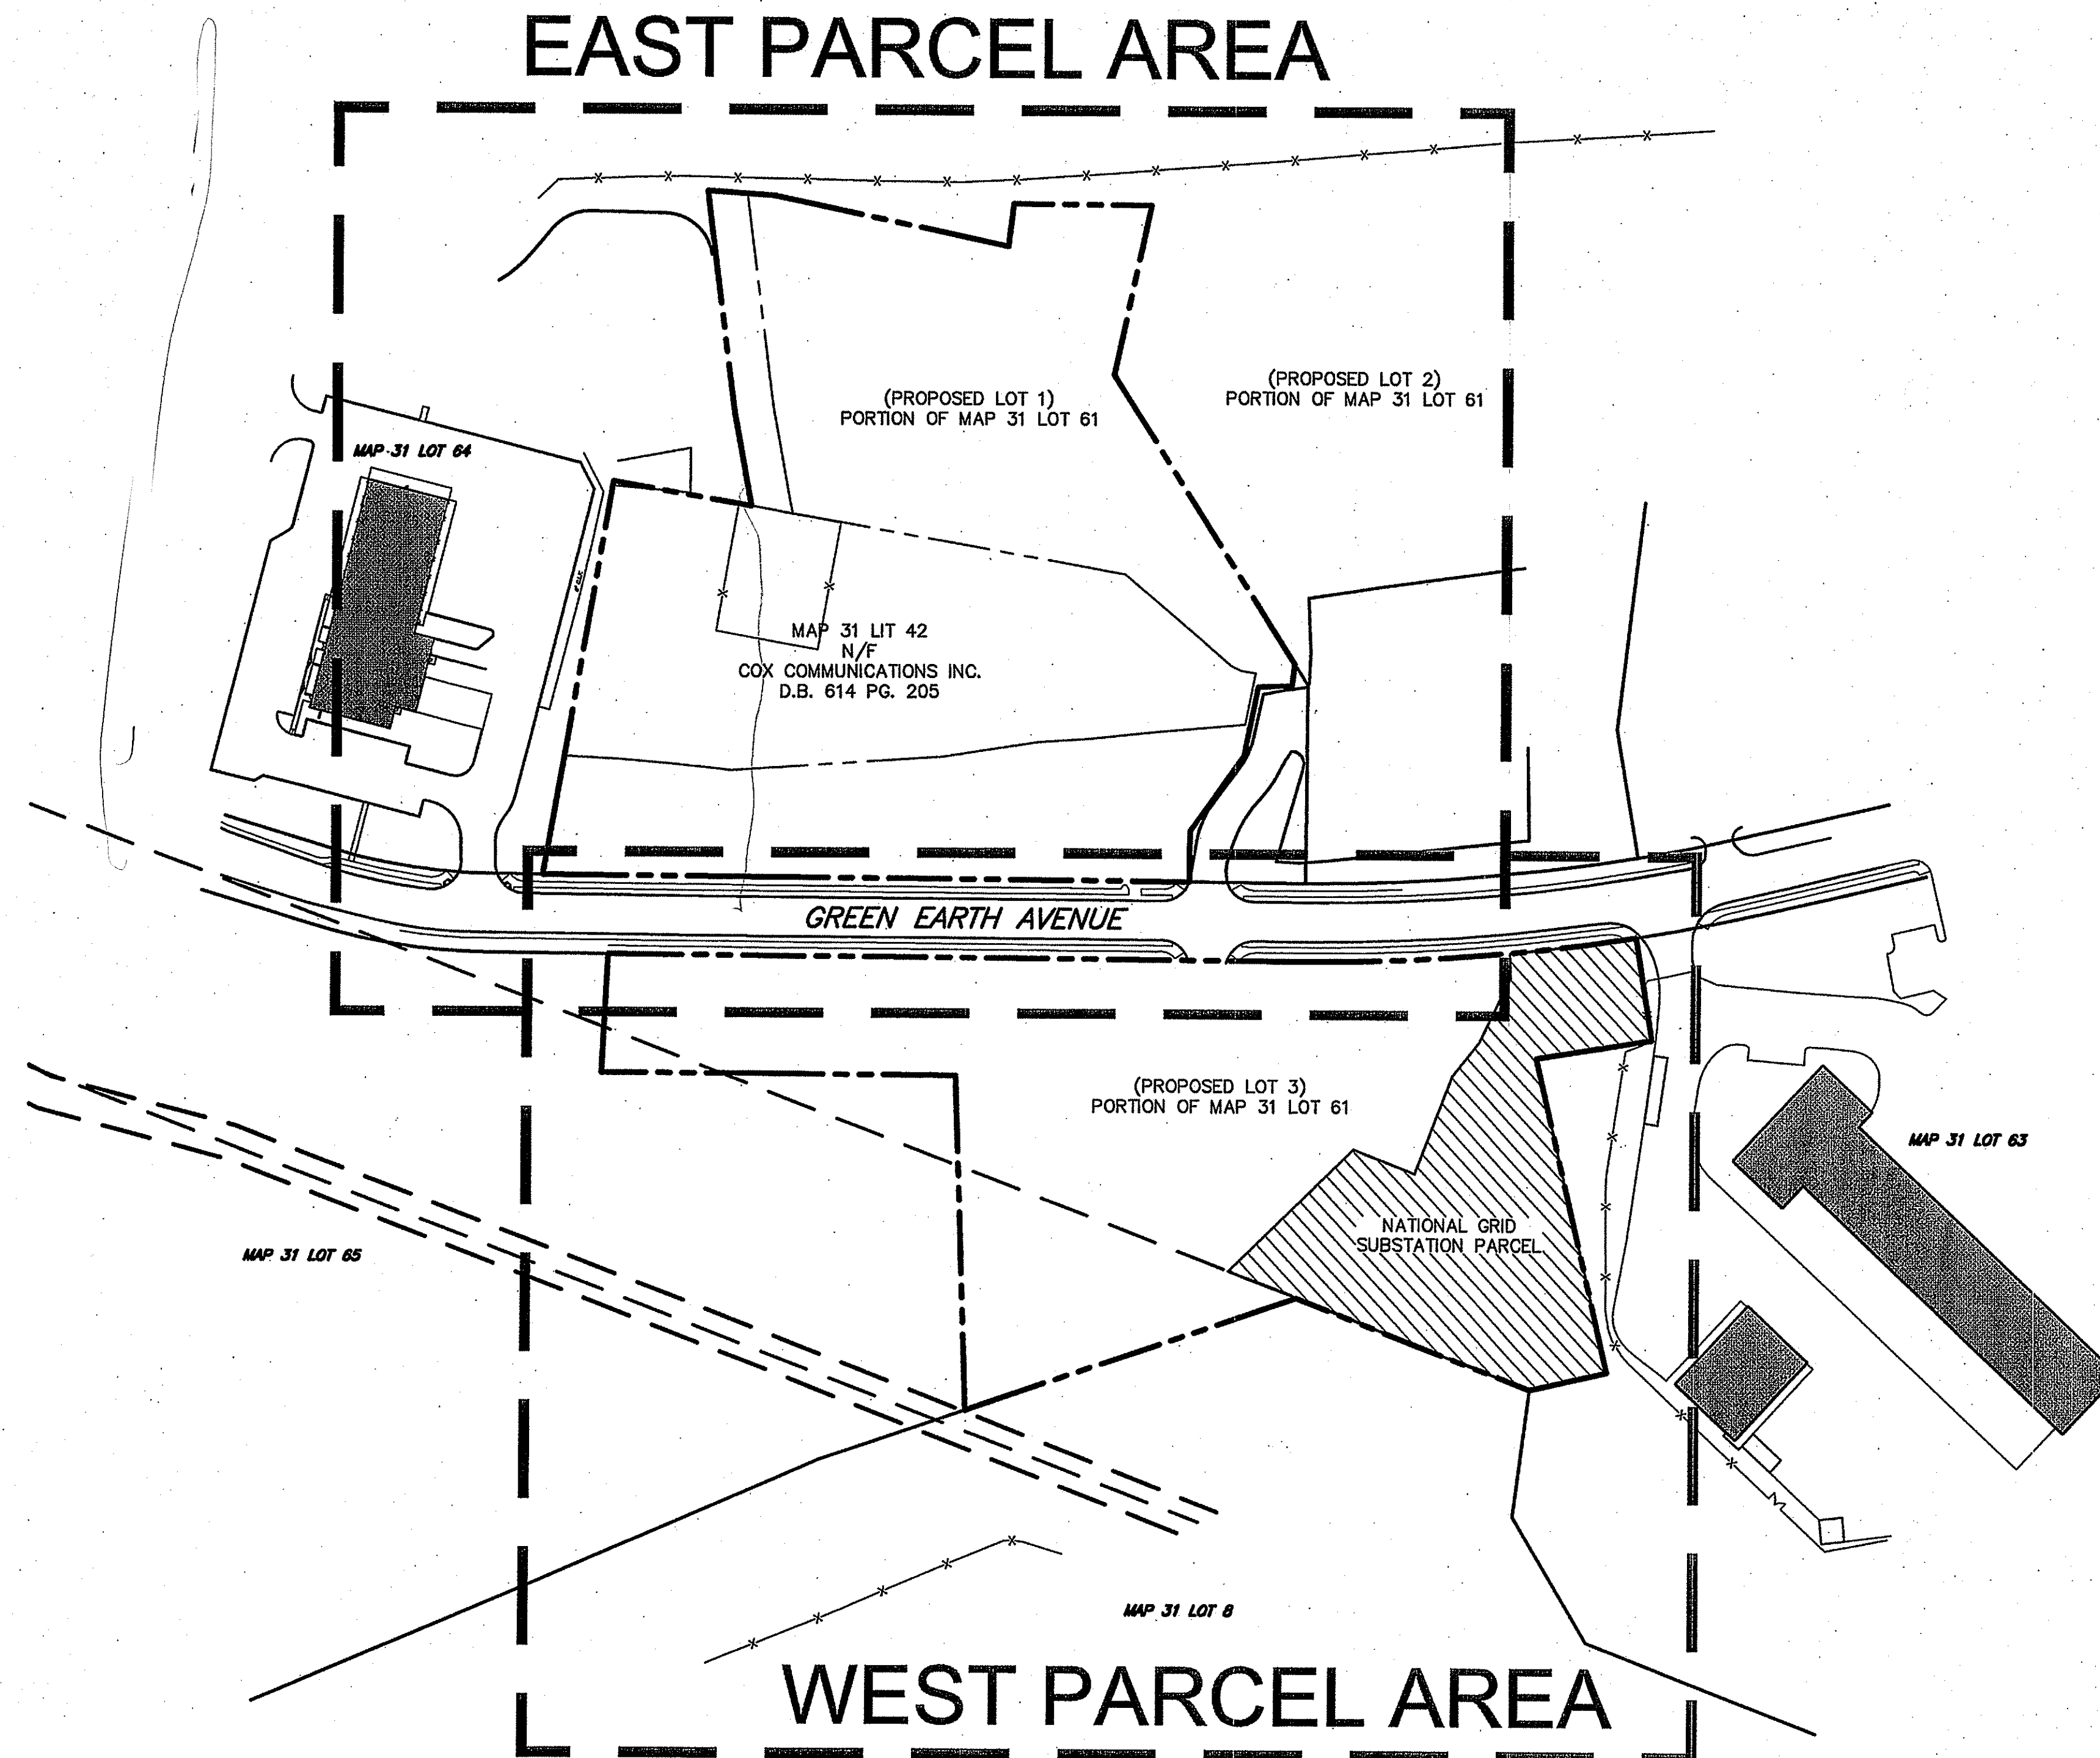 EAST PARCEL AREA
(PROPOSED LOT 1)
PORTION OF MAP 31 LOT 61
(PROPOSED LOT 2)
PORTION OF MAP 31 LOT 61
MAP 31 LOT 64
MAP 31 LIT 42
N/F
COX COMMUNICATIONS INC.
D.B. 614 PG. 205
GREEN EARTH AVENUE
(PROPOSED LOT 3)
PORTION OF MAP 31 LOT 61
MAP 31 LOT 63
NATIONAL GRID
SUBSTATION PARCEL
MAP 31 LOT 65
MAP 31 LOT 8
WEST PARCEL AREA